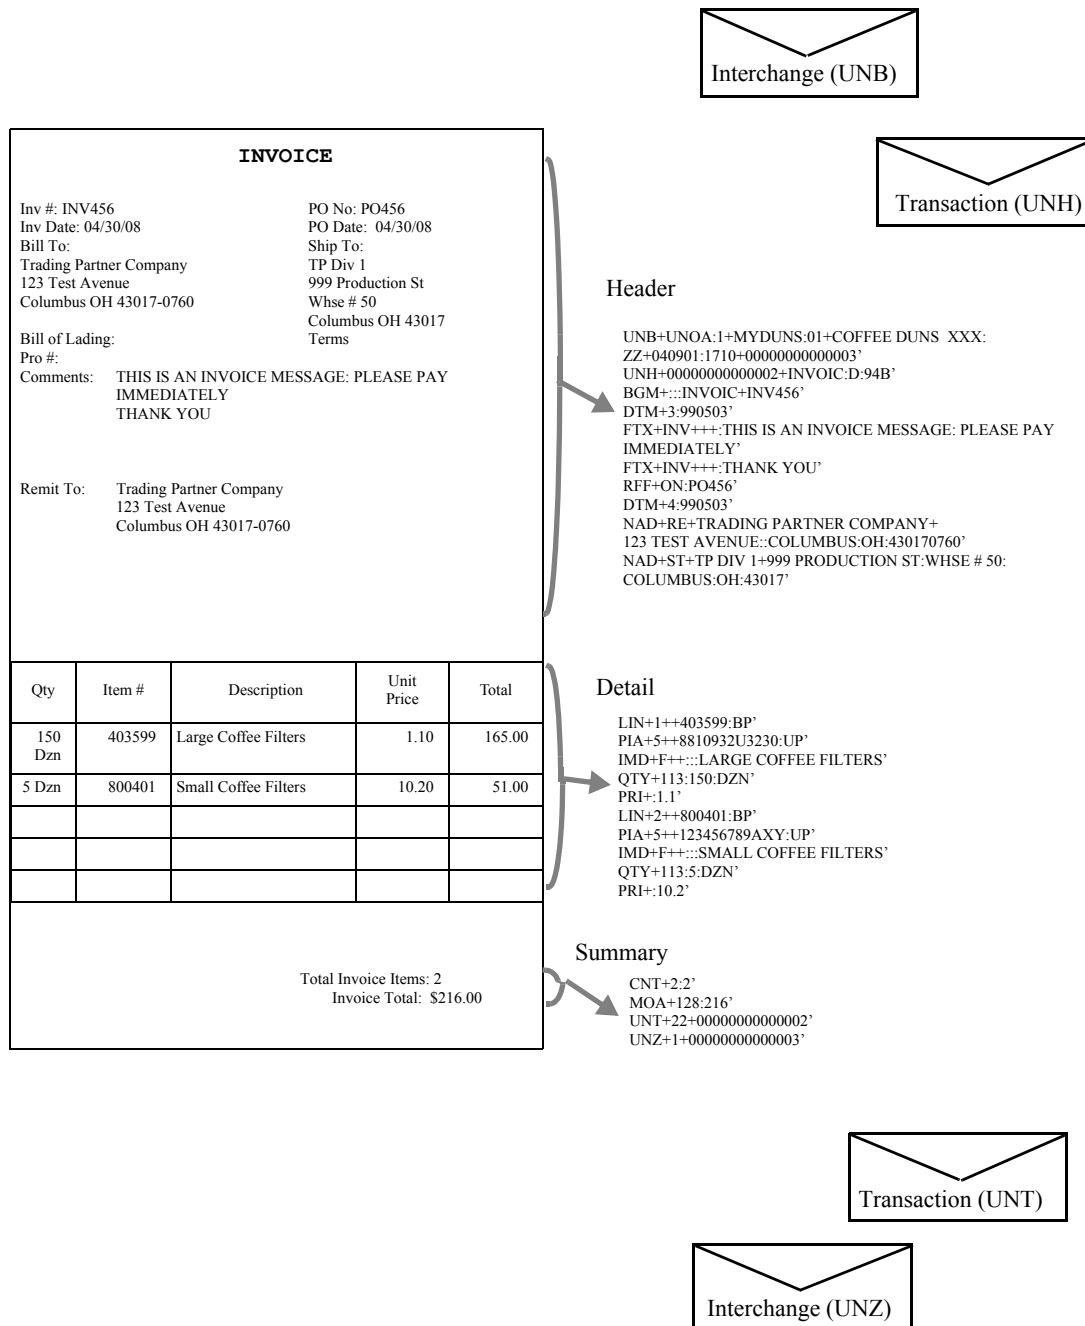 Interchange (UNB)
Transaction (UNH)
INVOICE
Inv #: INV456
Inv Date: 04/30/08
Bill To:
Trading Partner Company
123 Test Avenue
Columbus OH 43017-0760
Bill of Lading:
Pro #:
PO No: PO456
PO Date: 04/30/08
Ship To:
TP Div 1
999 Production St
Whse # 50
Columbus OH 43017
Terms
Comments: THIS IS AN INVOICE MESSAGE: PLEASE PAY
IMMEDIATELY
THANK YOU
Remit To: Trading Partner Company
123 Test Avenue
Columbus OH 43017-0760
Header
UNB+UNOA:1+MYDUNS:01+COFFEE DUNS XXX:
ZZ+040901:1710+00000000000003’
UNH+00000000000002+INVOIC:D:94B’
BGM+:::INVOIC+INV456’
DTM+3:990503’
FTX+INV+++:THIS IS AN INVOICE MESSAGE: PLEASE PAY
IMMEDIATELY’
FTX+INV+++:THANK YOU’
RFF+ON:PO456’
DTM+4:990503’
NAD+RE+TRADING PARTNER COMPANY+
123 TEST AVENUE::COLUMBUS:OH:430170760’
NAD+ST+TP DIV 1+999 PRODUCTION ST:WHSE # 50:
COLUMBUS:OH:43017’
Qty Item # Description Unit Price Total
150 Dzn 403599 Large Coffee Filters 1.10 165.00
5 Dzn 800401 Small Coffee Filters 10.20 51.00
Detail
LIN+1++403599:BP’
PIA+5++8810932U3230:UP’
IMD+F++:::LARGE COFFEE FILTERS’
QTY+113:150:DZN’
PRI+:1.1’
LIN+2++800401:BP’
PIA+5++123456789AXY:UP’
IMD+F++:::SMALL COFFEE FILTERS’
QTY+113:5:DZN’
PRI+:10.2’
Total Invoice Items: 2
Invoice Total: $216.00
Summary
CNT+2:2’
MOA+128:216’
UNT+22+00000000000002’
UNZ+1+00000000000003’
Transaction (UNT)
Interchange (UNZ)